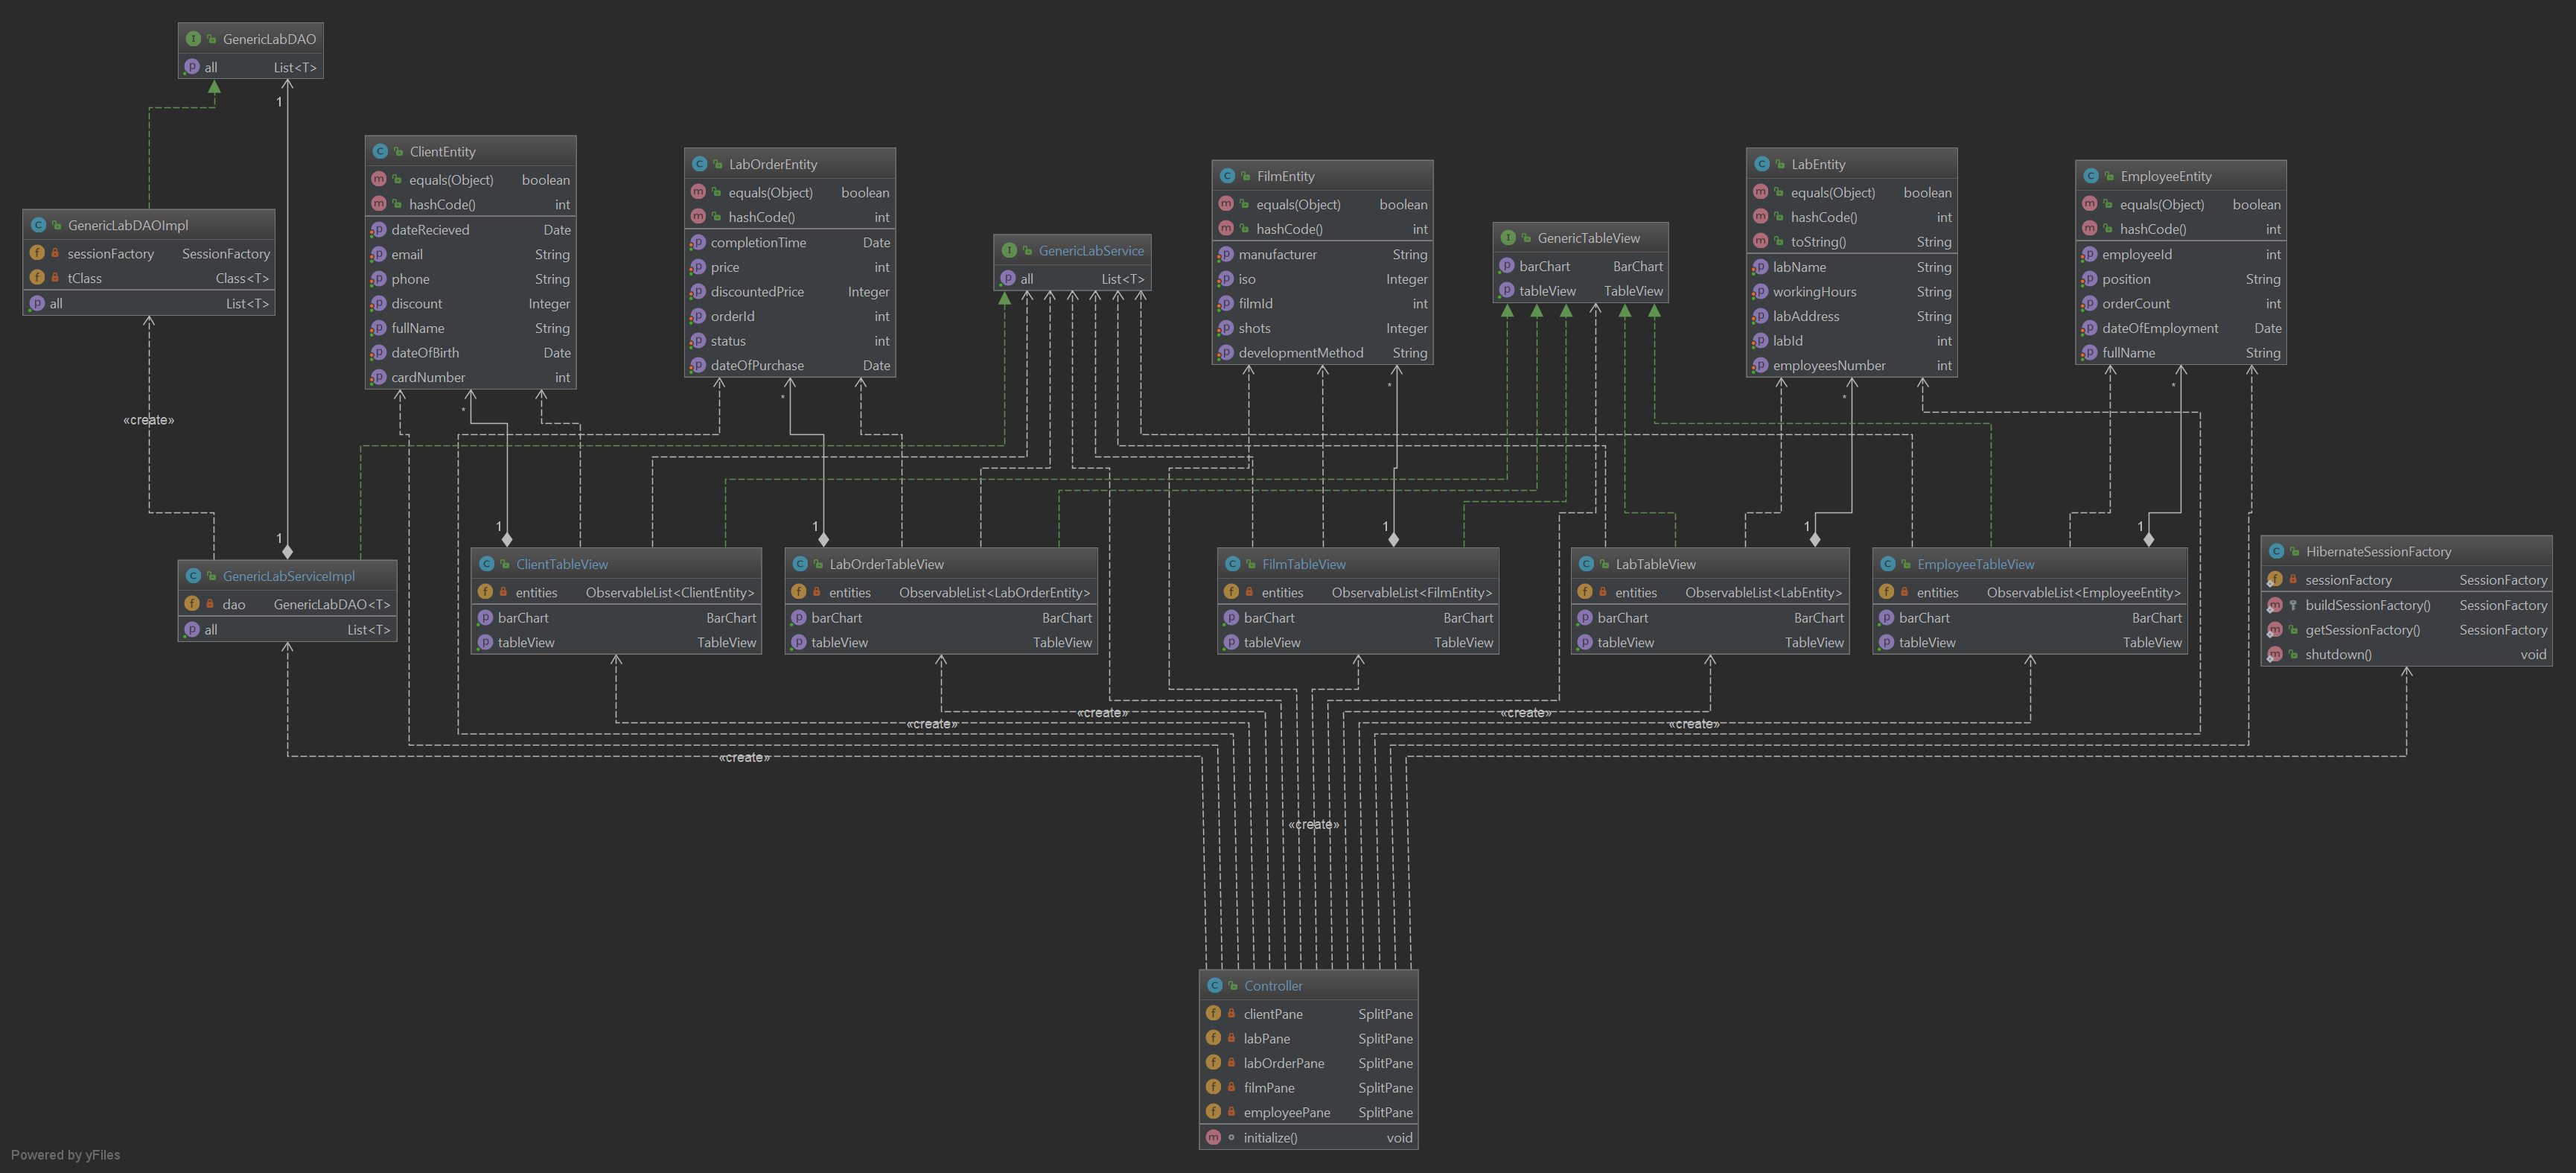 GenericLabDAO
all List<T>
1
ClientEntity
equals(Object) boolean
hashCode() int
dateRecieved Date
email String
phone String
discount Integer
fullName String
dateOfBirth Date
cardNumber int
LabOrderEntity
equals(Object) boolean
hashCode() int
completionTime Date
price int
discountedPrice Integer
orderId int
status int
dateOfPurchase Date
FilmEntity
equals(Object) boolean
hashCode() int
manufacturer String
iso Integer
filmId int
shots Integer
developmentMethod String
LabEntity
equals(Object) boolean
hashCode() int
toString() String
labName String
workingHours String
labAddress String
labId int
employeesNumber int
EmployeeEntity
equals(Object) boolean
hashCode() int
employeeId int
position String
orderCount int
dateOfEmployment Date
fullName String
GenericLabDAOImpl
sessionFactory SessionFactory
tClass Class<T>
all List<T>
GenericLabService
all List<T>
GenericTableView
barChart BarChart
tableView TableView
*
*
*
*
*
«create»
1
1
1
1
1
1
GenericLabServiceImpl
dao GenericLabDAO<T>
all List<T>
ClientTableView
entities ObservableList<ClientEntity>
barChart BarChart
tableView TableView
LabOrderTableView
entities ObservableList<LabOrderEntity>
barChart BarChart
tableView TableView
FilmTableView
entities ObservableList<FilmEntity>
barChart BarChart
tableView TableView
LabTableView
entities ObservableList<LabEntity>
barChart BarChart
tableView TableView
EmployeeTableView
entities ObservableList<EmployeeEntity>
barChart BarChart
tableView TableView
HibernateSessionFactory
sessionFactory SessionFactory
buildSessionFactory() SessionFactory
getSessionFactory() SessionFactory
shutdown() void
«create»
«create»
«create»
«create»
«create»
«create»
Controller
clientPane SplitPane
labPane SplitPane
labOrderPane SplitPane
filmPane SplitPane
employeePane SplitPane
initialize() void
Powered by yFiles